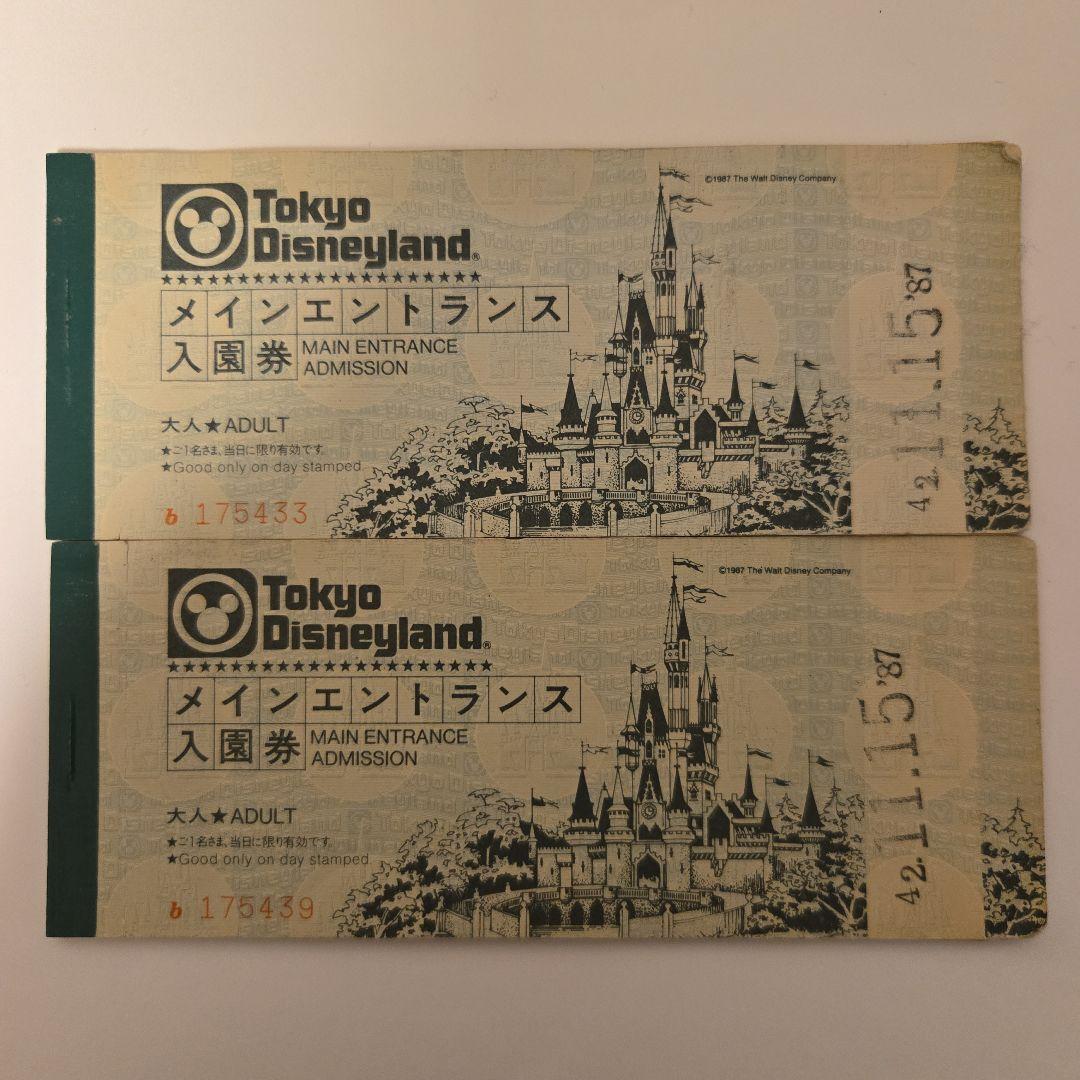 Tokyo
Disneyland®
©1987 The Walt Disney Company
★★★★★★★★★★★★★★★★★★★★
メインエントランス
入園券 MAIN ENTRANCE
ADMISSION
大人★ADULT
★ご1名さま、当日に限り有効です。
★Good only on day stamped
b 175433
42 11.15'87
Tokyo
Disneyland®
©1987 The Walt Disney Company
★★★★★★★★★★★★★★★★★★★★
メインエントランス
入園券 MAIN ENTRANCE
ADMISSION
大人★ADULT
★ご1名さま、当日に限り有効です。
★Good only on day stamped
b 175439
42 11.15'87